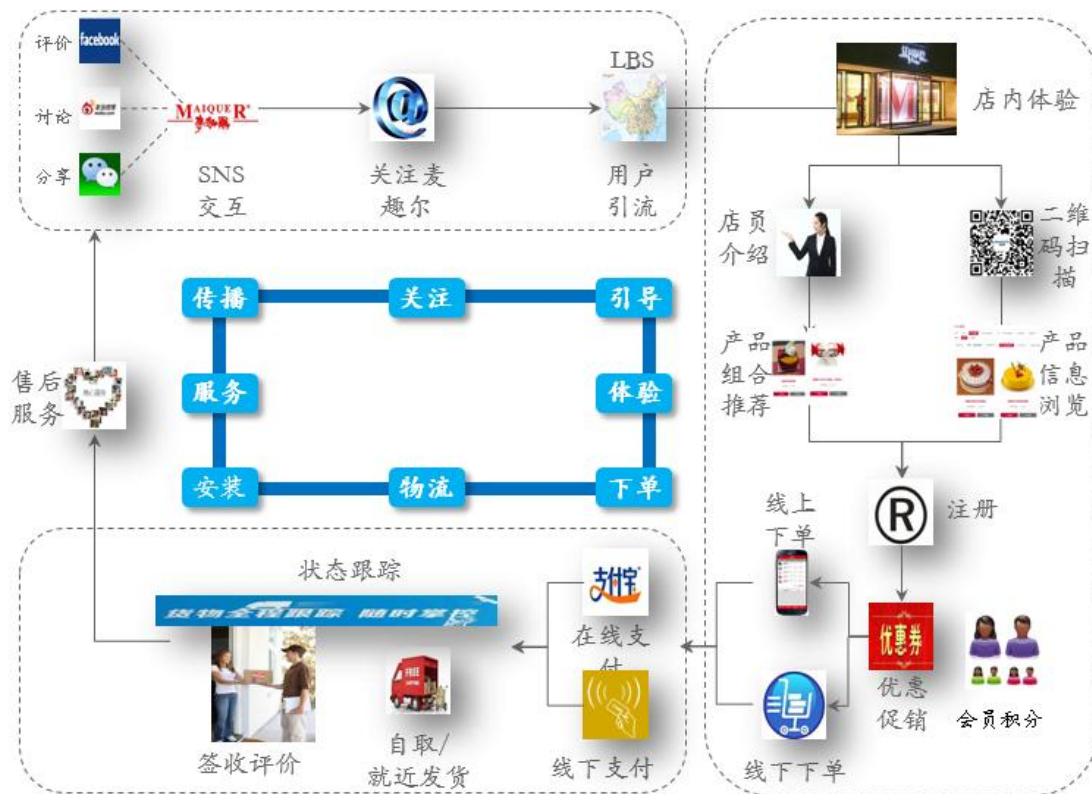 评价
facebook
讨论
weibo.com
分享
MAIQUER®
麦趣尔
SNS
交互
@
关注麦
趣尔
LBS
用户
引流
M
店内体验
店员
介绍
二维
码扫
描
产品
组合
推荐
产品
信息
浏览
传播
关注
引导
服务
体验
安装
物流
下单
售后
服务
R
注册
线上
下单
优惠券
优惠
促销
会员积分
线下下单
状态跟踪
货物全程跟踪 随时掌控
支付宝
在线支
付
FREE
签收评价
自取/
就近发货
线下支付